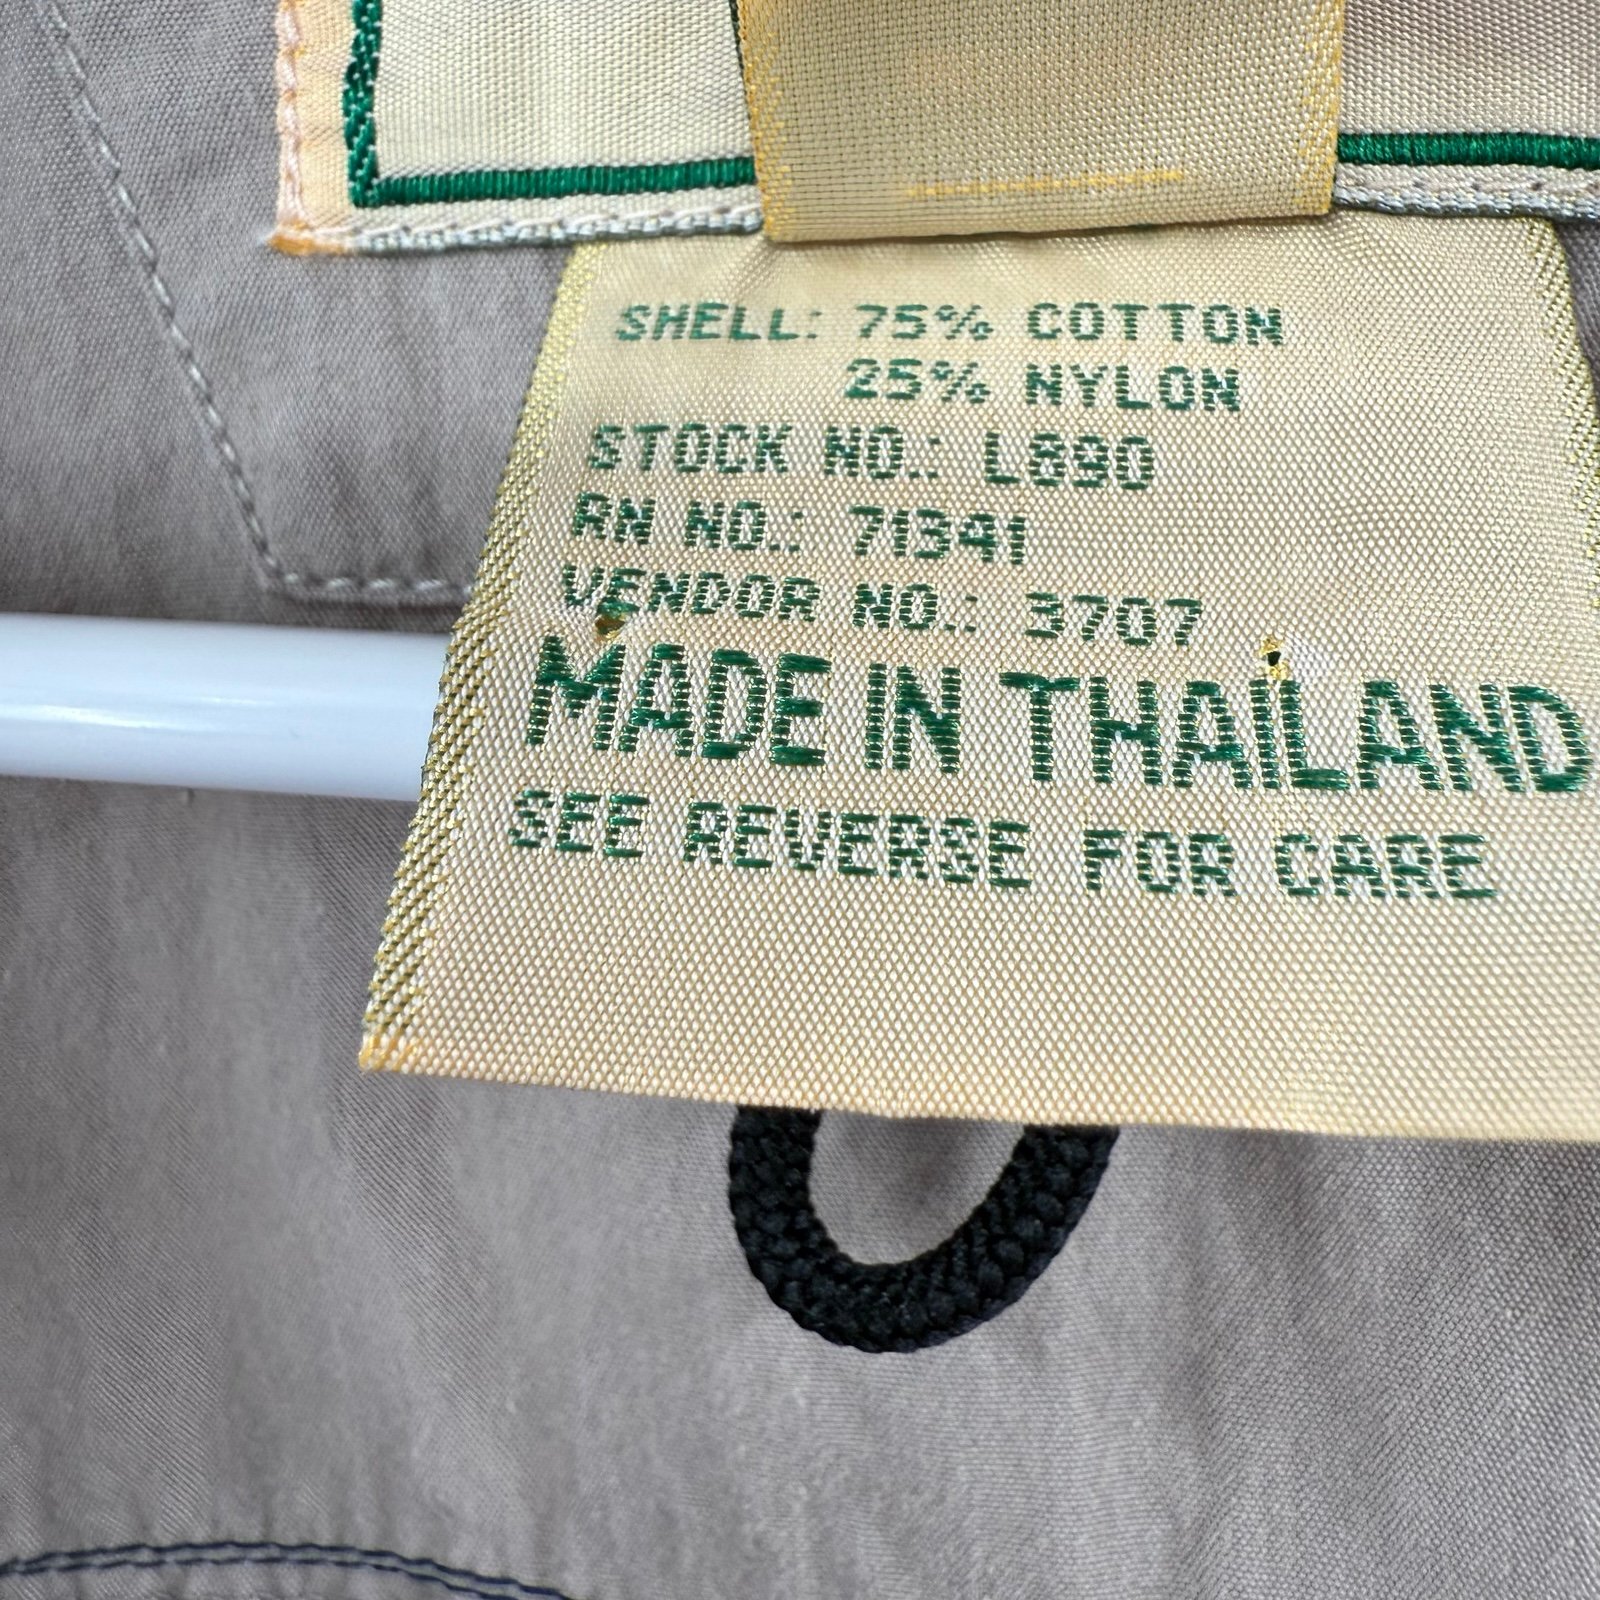 SHELL: 75% COTTON
25% NYLON
STOCK NO.: L890
RN NO.: 71341
VENDOR NO.: 3707
MADE IN THAILAND
SEE REVERSE FOR CARE